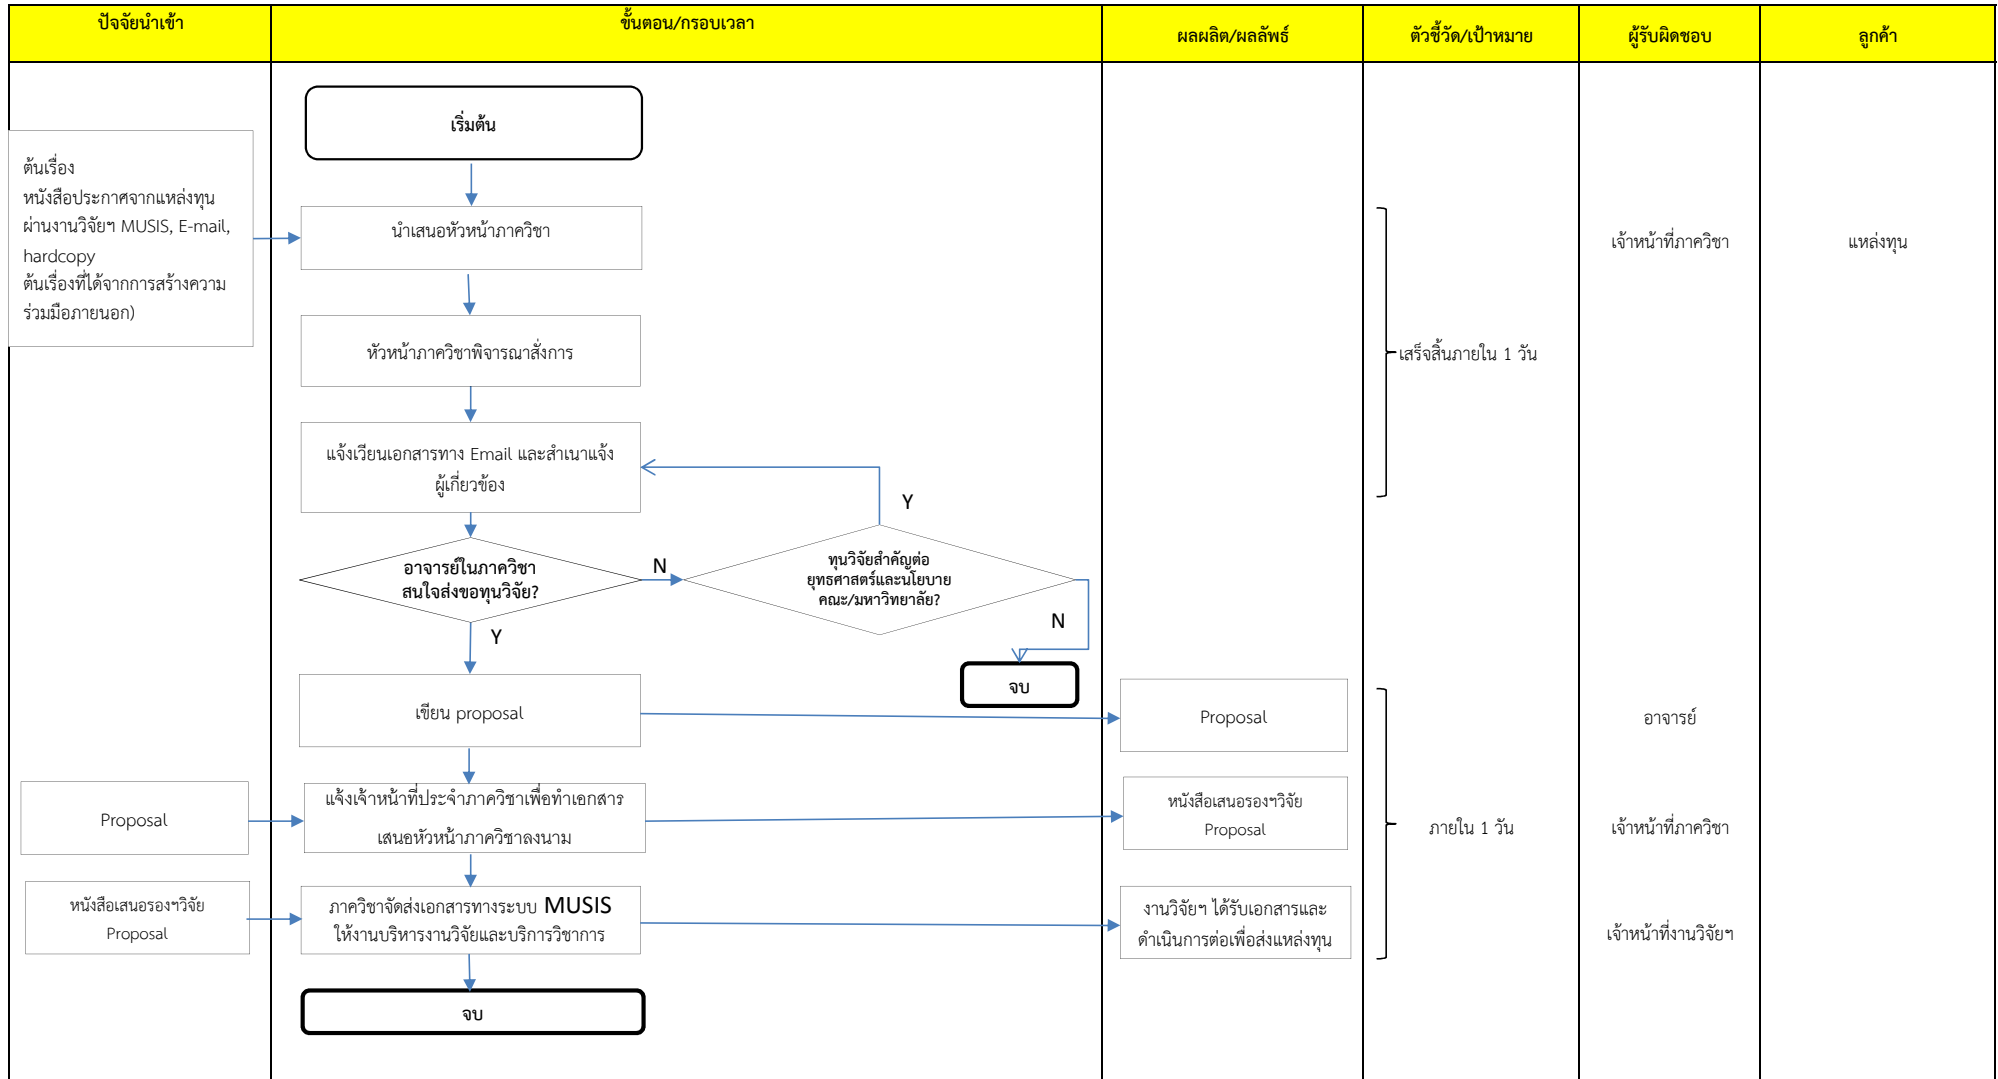 ปัจจัยนำเข้า
ขั้นตอน/กรอบเวลา
ผลผลิต/ผลลัพธ์
ตัวชี้วัด/เป้าหมาย
ผู้รับผิดชอบ
ลูกค้า
เริ่มต้น
ต้นเรื่อง
หนังสือประกาศจากแหล่งทุน
ผ่านงานวิจัยฯ MUSIS, E-mail,
hardcopy
ต้นเรื่องที่ได้จากการสร้างความ
ร่วมมือภายนอก)
นำเสนอหัวหน้าภาควิชา
เจ้าหน้าที่ภาควิชา
แหล่งทุน
หัวหน้าภาควิชาพิจารณาสั่งการ
เสร็จสิ้นภายใน 1 วัน
แจ้งเวียนเอกสารทาง Email และสำเนาแจ้ง
ผู้เกี่ยวข้อง
Y
อาจารย์ในภาควิชา
สนใจส่งขอทุนวิจัย?
N
ทุนวิจัยสำคัญต่อ
ยุทธศาสตร์และนโยบาย
คณะ/มหาวิทยาลัย?
N
Y
จบ
เขียน proposal
Proposal
อาจารย์
Proposal
แจ้งเจ้าหน้าที่ประจำภาควิชาเพื่อทำเอกสาร
เสนอหัวหน้าภาควิชาลงนาม
หนังสือเสนอรองฯวิจัย
Proposal
ภายใน 1 วัน
เจ้าหน้าที่ภาควิชา
หนังสือเสนอรองฯวิจัย
Proposal
ภาควิชาจัดส่งเอกสารทางระบบ MUSIS
ให้งานบริหารงานวิจัยและบริการวิชาการ
งานวิจัยฯ ได้รับเอกสารและ
ดำเนินการต่อเพื่อส่งแหล่งทุน
เจ้าหน้าที่งานวิจัยฯ
จบ